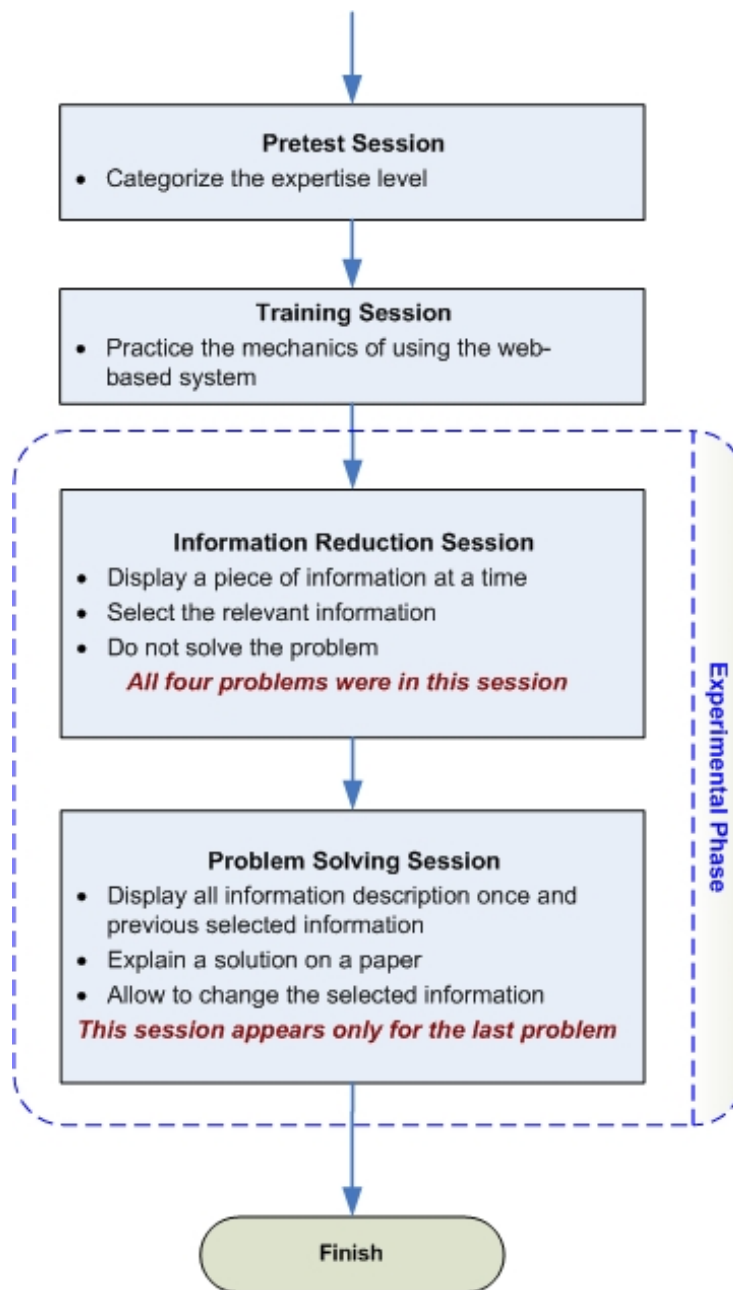 Pretest Session
• Categorize the expertise level
Training Session
• Practice the mechanics of using the web-
based system
Information Reduction Session
• Display a piece of information at a time
• Select the relevant information
• Do not solve the problem
All four problems were in this session
Experimental Phase
Problem Solving Session
• Display all information description once and
previous selected information
• Explain a solution on a paper
• Allow to change the selected information
This session appears only for the last problem
Finish